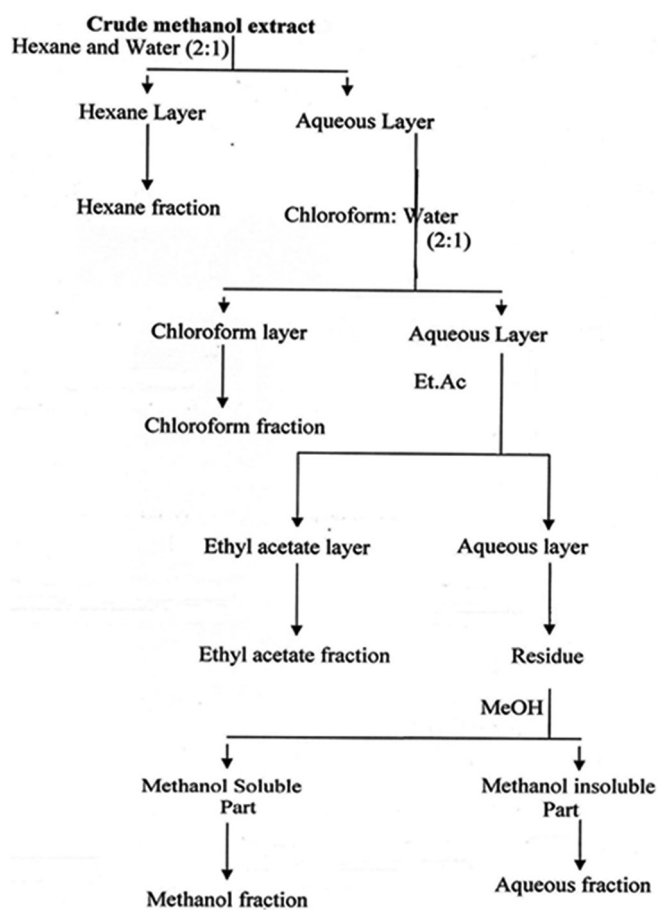 Crude methanol extract
Hexane and Water (2:1)
Hexane Layer
Aqueous Layer
Hexane fraction
Chloroform: Water
(2:1)
Chloroform layer
Aqueous Layer
Et.Ac
Chloroform fraction
Ethyl acetate layer
Aqueous layer
Ethyl acetate fraction
Residue
MeOH
Methanol Soluble
Part
Methanol insoluble
Part
Methanol fraction
Aqueous fraction